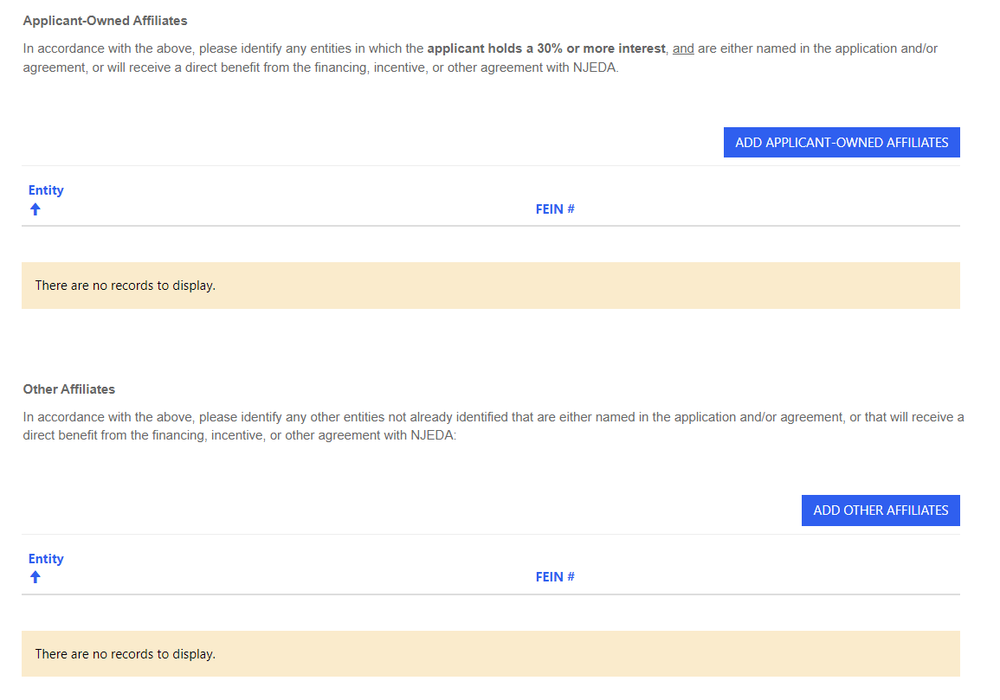 Applicant-Owned Affiliates
In accordance with the above, please identify any entities in which the applicant holds a 30% or more interest, and are either named in the application and/or
agreement, or will receive a direct benefit from the financing, incentive, or other agreement with NJEDA.
ADD APPLICANT-OWNED AFFILIATES
Entity
FEIN #
There are no records to display.
Other Affiliates
In accordance with the above, please identify any other entities not already identified that are either named in the application and/or agreement, or that will receive a
direct benefit from the financing, incentive, or other agreement with NJEDA:
ADD OTHER AFFILIATES
Entity
FEIN #
There are no records to display.